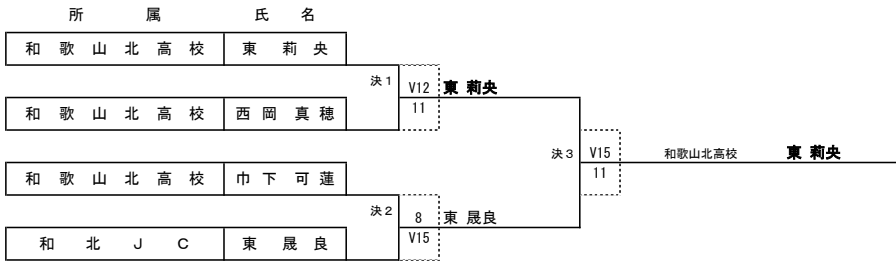 所 属 氏 名
和 歌 山 北 高 校 東 莉 央
決1 V12 東 莉央
11
和 歌 山 北 高 校 西 岡 真 穂
決3 V15 和歌山北高校 東 莉央
11
和 歌 山 北 高 校 巾 下 可 蓮
決2 8 東 晟良
V15
和 北 J C 東 晟 良